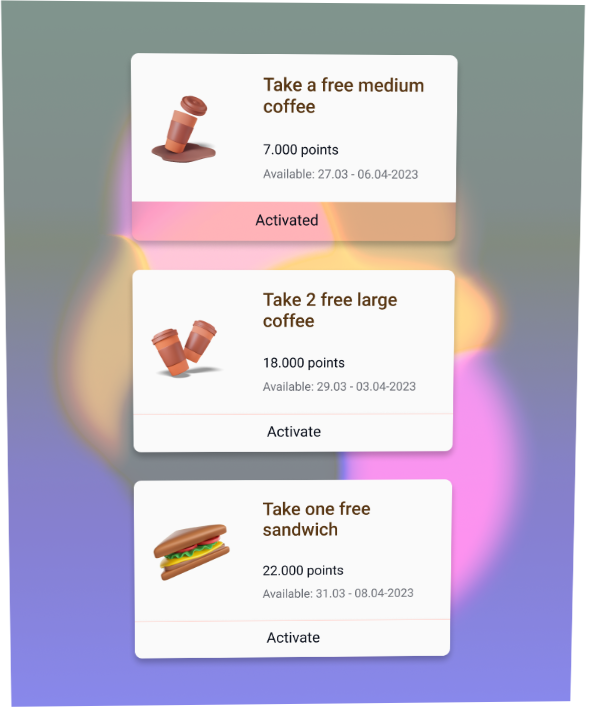 Take a free medium
coffee
7.000 points
Available: 27.03 - 06.04-2023
Activated
Take 2 free large
coffee
18.000 points
Available: 29.03 - 03.04-2023
Activate
Take one free
sandwich
22.000 points
Available: 31.03 - 08.04-2023
Activate